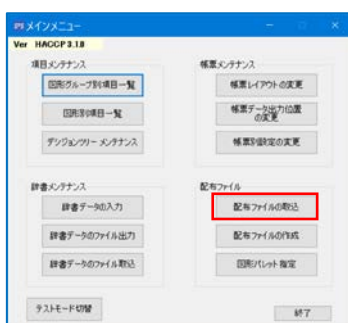 メインメニュー
Ver HACCP 3.1.8
項目メンテナンス
図形グループ別項目一覧
図形別項目一覧
デシジョンツリー メンテナンス
帳票メンテナンス
帳票レイアウトの変更
帳票データ出力位置
の変更
帳票別設定の変更
辞書メンテナンス
辞書データの入力
辞書データのファイル出力
辞書データのファイル取込
配布ファイル
配布ファイルの取込
配布ファイルの作成
図形パレット指定
テストモード切替
終了